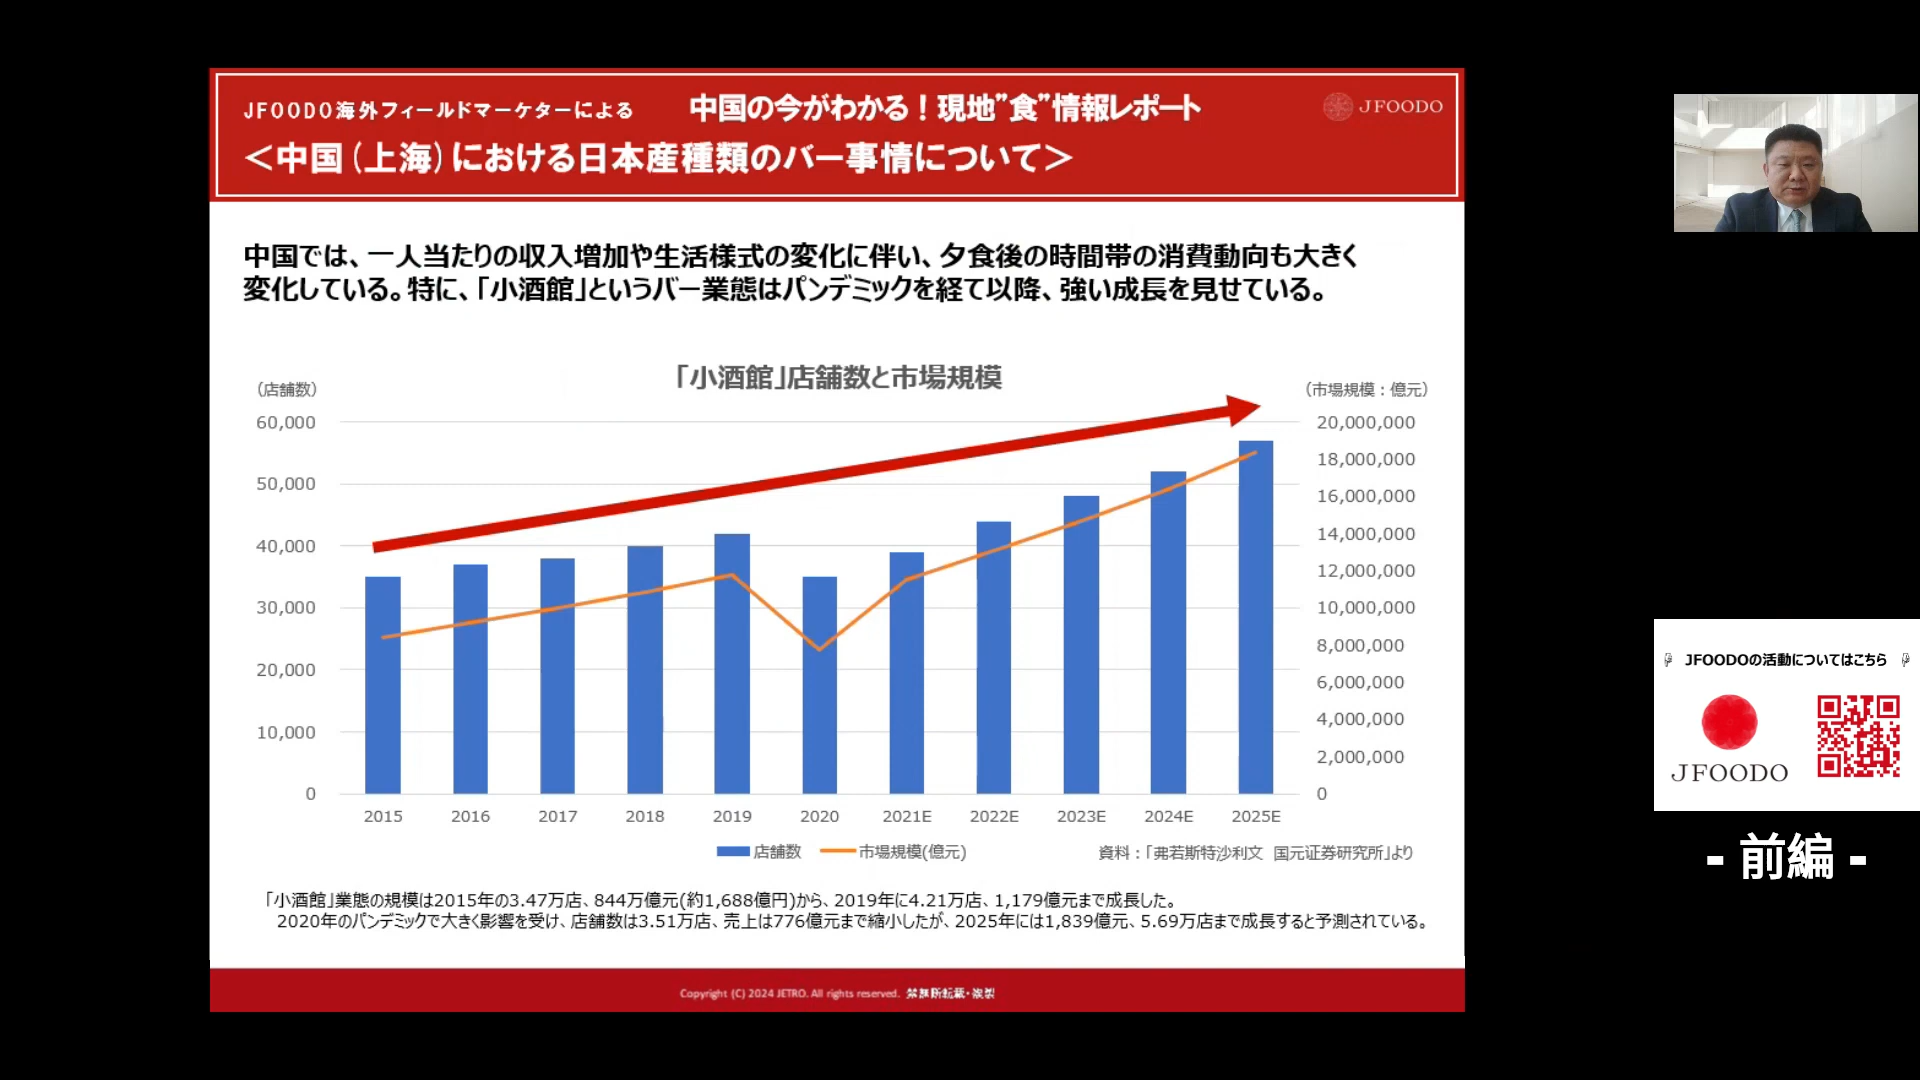 JFOODO海外フィールドマーケターによる 中国の今がわかる！現地”食”情報レポート
JFOODO
＜中国（上海）における日本産種類のバー事情について＞
中国では、一人当たりの収入増加や生活様式の変化に伴い、夕食後の時間帯の消費動向も大きく
変化している。特に、「小酒館」というバー業態はパンデミックを経て以降、強い成長を見せている。
「小酒館」店舗数と市場規模
（店舗数）
（市場規模：億元）
60,000
50,000
40,000
30,000
20,000
10,000
0
20,000,000
18,000,000
16,000,000
14,000,000
12,000,000
10,000,000
8,000,000
6,000,000
4,000,000
2,000,000
0
2015 2016 2017 2018 2019 2020 2021E 2022E 2023E 2024E 2025E
店舗数 市場規模(億元)
資料：「弗若斯特沙利文 国元证券研究所」より
「小酒館」業態の規模は2015年の3.47万店、844万億元(約1,688億円)から、2019年に4.21万店、1,179億元まで成長した。
2020年のパンデミックで大きく影響を受け、店舗数は3.51万店、売上は776億元まで縮小したが、2025年には1,839億元、5.69万店まで成長すると予測されている。
Copyright (C) 2024 JETRO. All rights reserved. 禁無断転載・複製
JFOODOの活動についてはこちら
JFOODO
- 前編 -